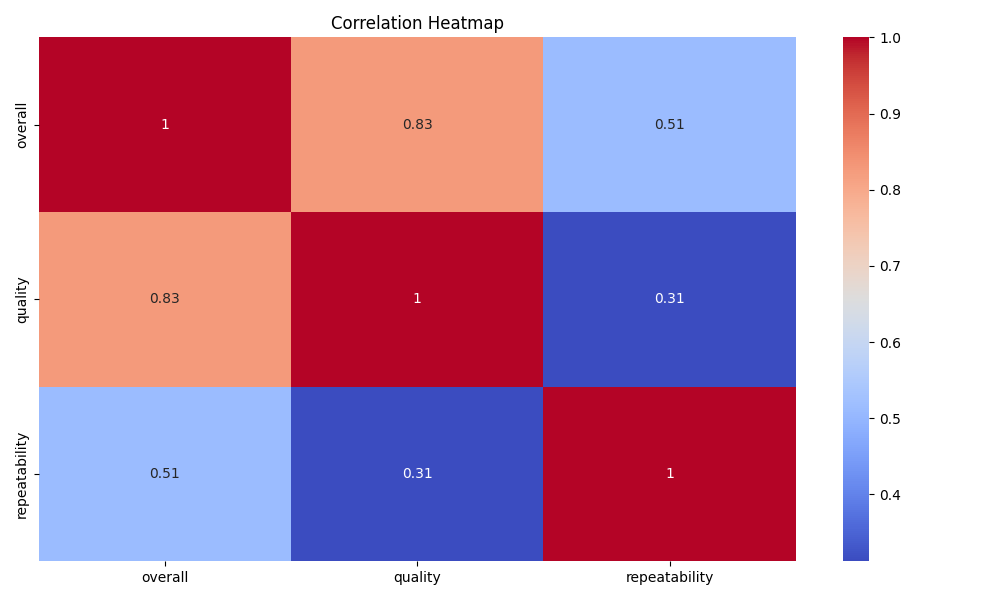 Correlation Heatmap
overall
1
0.83
0.51
quality
0.83
1
0.31
repeatability
0.51
0.31
1
overall
quality
repeatability
1.0
0.9
0.8
0.7
0.6
0.5
0.4